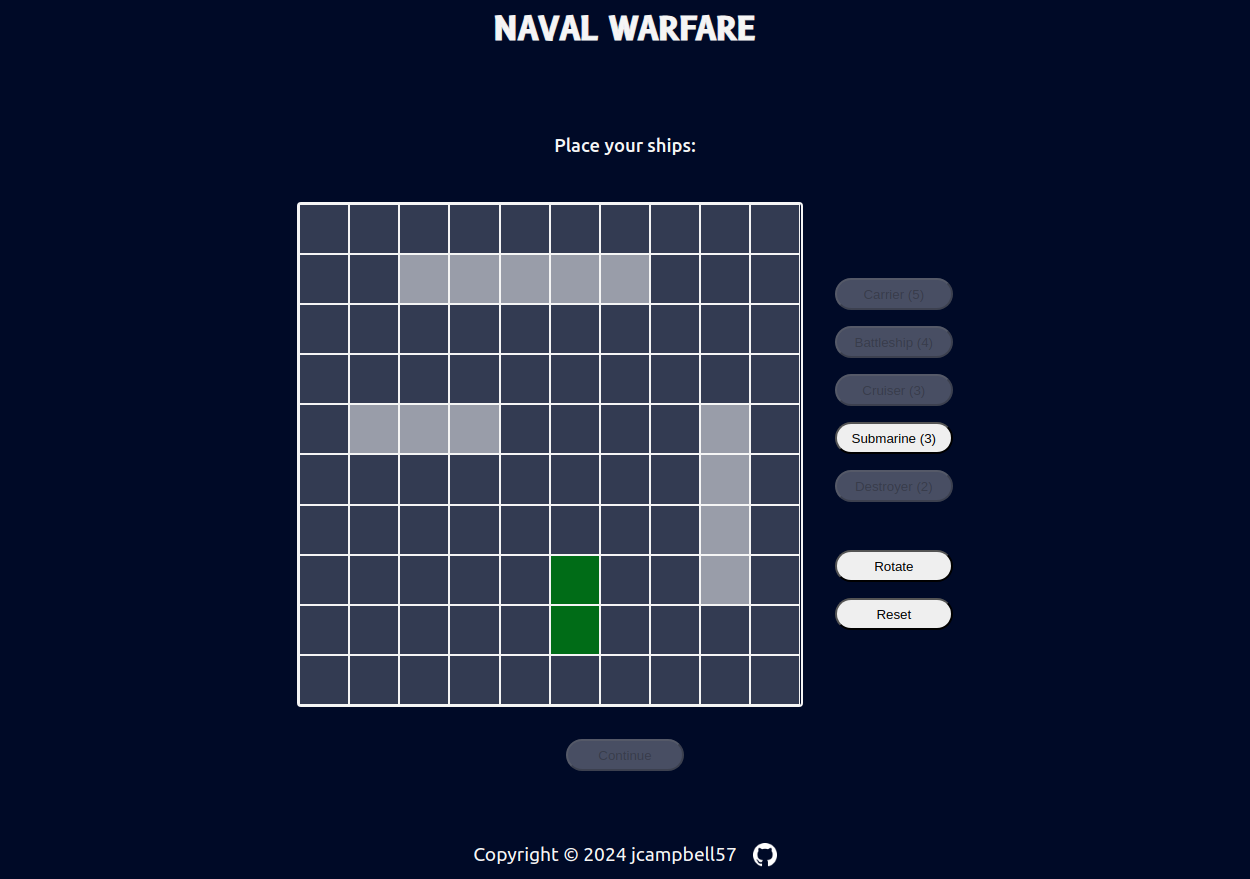 NAVAL WARFARE
Place your ships:
Carrier (5)
Battleship (4)
Cruiser (3)
Submarine (3)
Destroyer (2)
Rotate
Reset
Continue
Copyright © 2024 jcampbell57